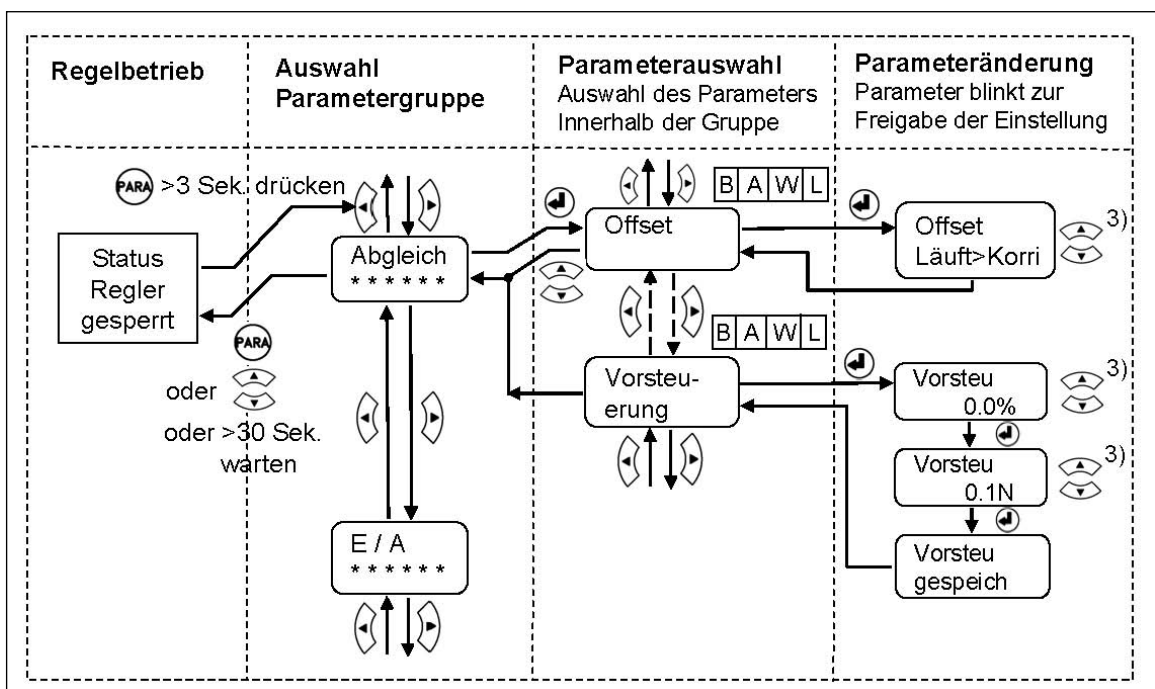 Regelbetrieb
Auswahl
Parametergruppe
Parameterauswahl
Auswahl des Parameters
Innerhalb der Gruppe
Parameteränderung
Parameter blinkt zur
Freigabe der Einstellung
PARA >3 Sek. drücken
Status
Regler
gesperrt
PARA
oder
oder >30 Sek.
warten
Abgleich
* * * * * *
E / A
* * * * * *
B A W L
Offset
B A W L
Vorsteu-
erung
Offset
Läuft>Korri
3)
Vorsteu
0.0%
3)
Vorsteu
0.1N
3)
Vorsteu
gespeich